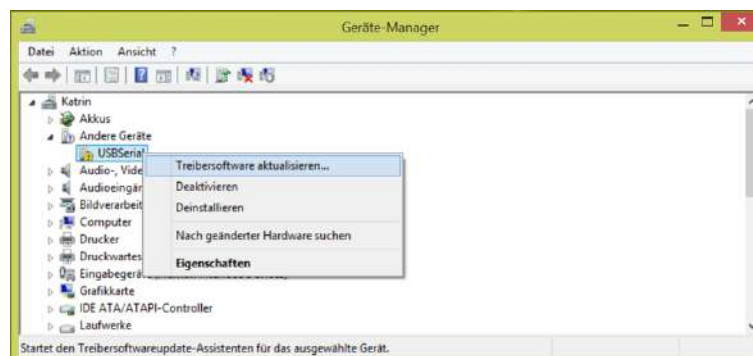 Geräte-Manager
Datei Aktion Ansicht ?
Katrin
Akkus
Andere Geräte
USBSerial
Audio-, Vide
Audioeingär
Bildverarbeit
Computer
Drucker
Druckwartes
Eingabegerä
Grafikkarte
IDE ATA/ATAPI-Controller
Laufwerke
Treibersoftware aktualisieren...
Deaktivieren
Deinstallieren
Nach geänderter Hardware suchen
Eigenschaften
Startet den Treibersoftwareupdate-Assistenten für das ausgewählte Gerät.